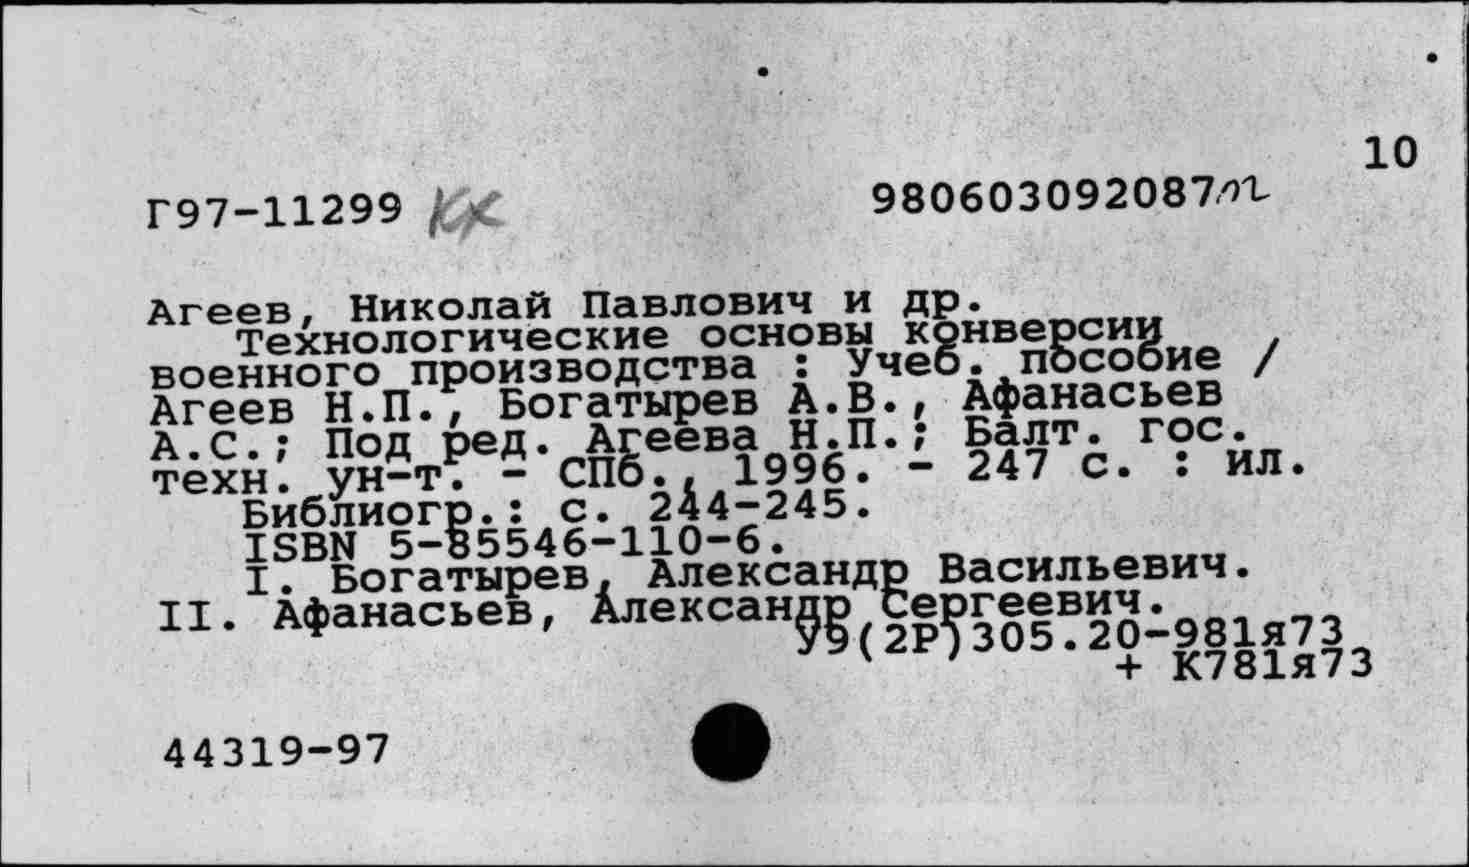 10
Г97-11299 КХ
980603092087
Агеев, Николай Павлович и др.
Технологические основы конверсии
военного производства : Учеб. пособие /
Агеев Н.П., Богатырев А.В., Афанасьев
А.С.; Под ред. Агеева Н.П.; Балт. гос.
техн. ун-т. - СПб., 1996. - 247 с. : ил.
Библиогр.: с. 244-245.
ISBN 5-85546-110-6.
I. Богатырев, Александр Васильевич.
II. Афанасьев, Александр Сергеевич.
У9(2Р)305.20-981я73
+ К781я73
44319-97